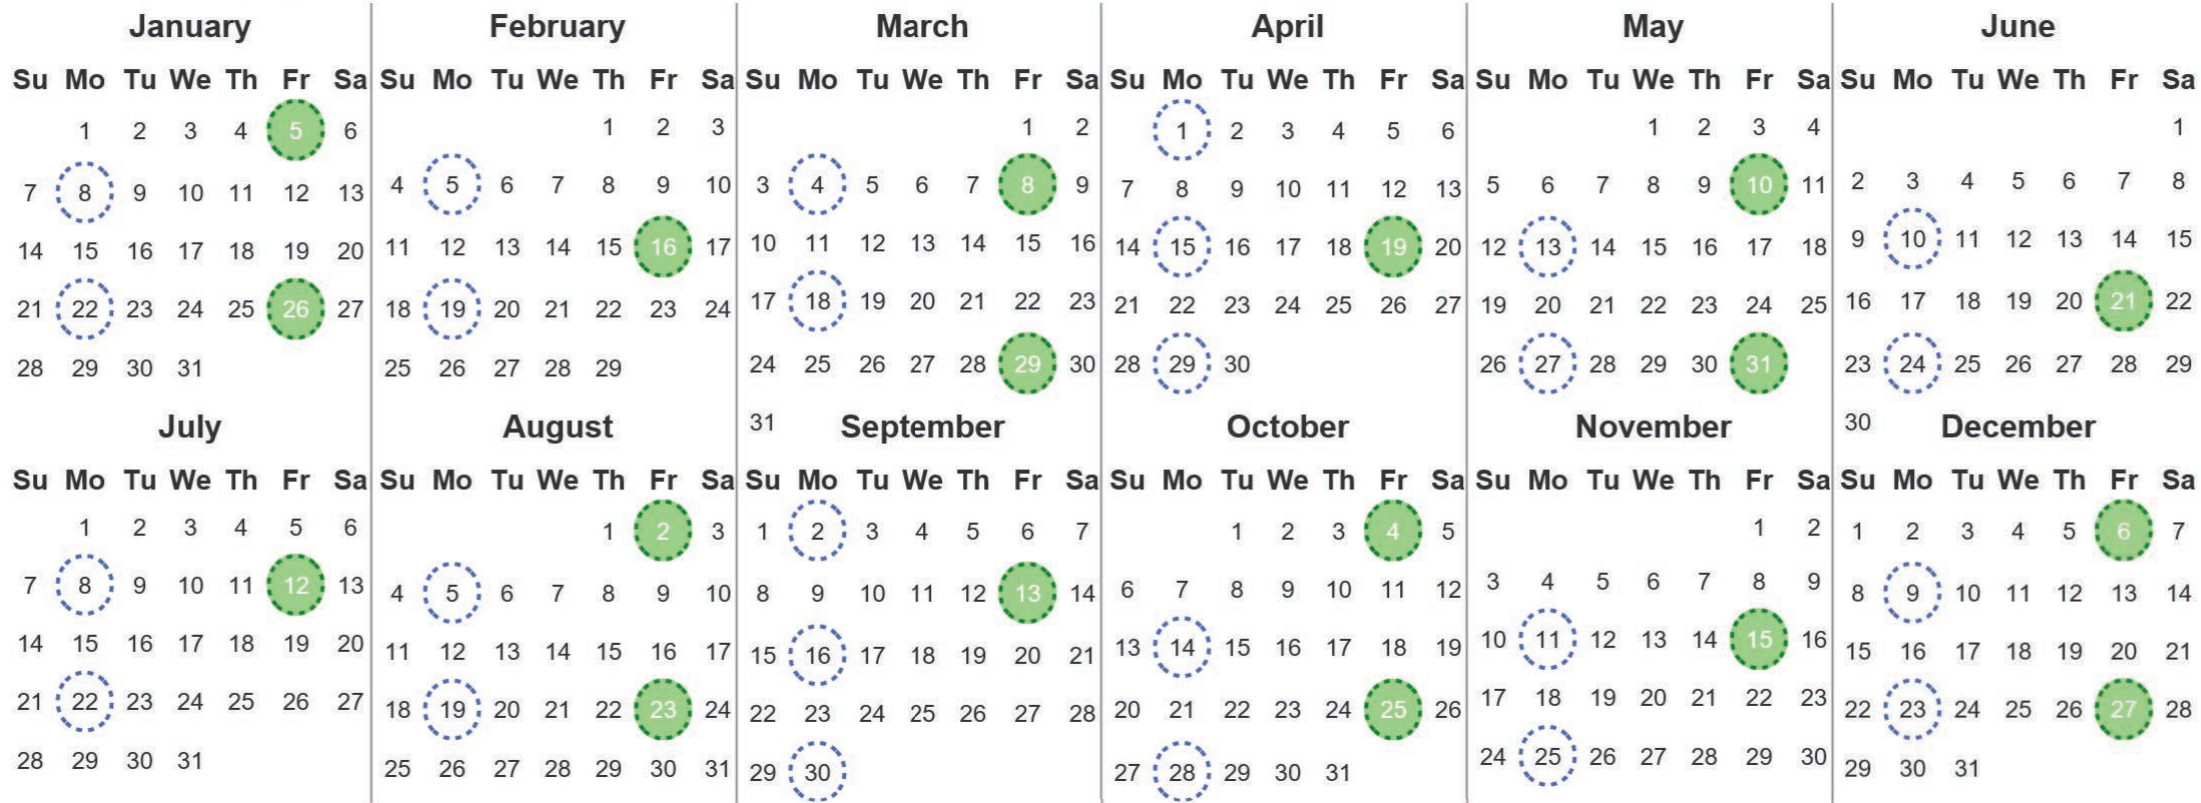 January
Su Mo Tu We Th Fr Sa
1 2 3 4 5 6
7 8 9 10 11 12 13
14 15 16 17 18 19 20
21 22 23 24 25 26 27
28 29 30 31
February
Su Mo Tu We Th Fr Sa
1 2 3
4 5 6 7 8 9 10
11 12 13 14 15 16 17
18 19 20 21 22 23 24
25 26 27 28 29
March
Su Mo Tu We Th Fr Sa
1 2
3 4 5 6 7 8 9
10 11 12 13 14 15 16
17 18 19 20 21 22 23
24 25 26 27 28 29 30
31
April
Su Mo Tu We Th Fr Sa
1 2 3 4 5 6
7 8 9 10 11 12 13
14 15 16 17 18 19 20
21 22 23 24 25 26 27
28 29 30
May
Su Mo Tu We Th Fr Sa
1 2 3 4
5 6 7 8 9 10 11
12 13 14 15 16 17 18
19 20 21 22 23 24 25
26 27 28 29 30 31
June
Su Mo Tu We Th Fr Sa
1
2 3 4 5 6 7 8
9 10 11 12 13 14 15
16 17 18 19 20 21 22
23 24 25 26 27 28 29
30
July
Su Mo Tu We Th Fr Sa
1 2 3 4 5 6
7 8 9 10 11 12 13
14 15 16 17 18 19 20
21 22 23 24 25 26 27
28 29 30 31
August
Su Mo Tu We Th Fr Sa
1 2 3
4 5 6 7 8 9 10
11 12 13 14 15 16 17
18 19 20 21 22 23 24
25 26 27 28 29 30 31
September
Su Mo Tu We Th Fr Sa
1 2 3 4 5 6 7
8 9 10 11 12 13 14
15 16 17 18 19 20 21
22 23 24 25 26 27 28
29 30
October
Su Mo Tu We Th Fr Sa
1 2 3 4 5
6 7 8 9 10 11 12
13 14 15 16 17 18 19
20 21 22 23 24 25 26
27 28 29 30 31
November
Su Mo Tu We Th Fr Sa
1 2
3 4 5 6 7 8 9
10 11 12 13 14 15 16
17 18 19 20 21 22 23
24 25 26 27 28 29 30
December
Su Mo Tu We Th Fr Sa
1 2 3 4 5 6 7
8 9 10 11 12 13 14
15 16 17 18 19 20 21
22 23 24 25 26 27 28
29 30 31